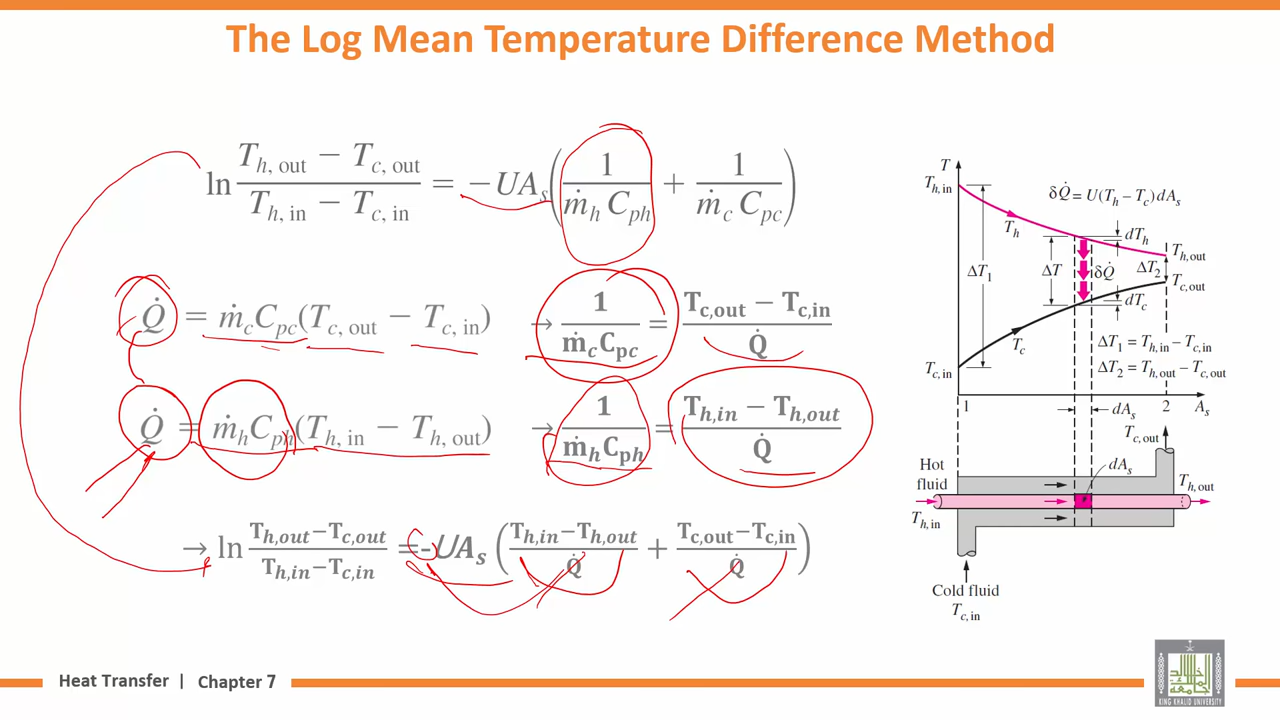 The Log Mean Temperature Difference Method
ln (T_h, out − T_c, out)/(T_h, in − T_c, in) = −UA_s (1/(ṁ_h C_ph) + 1/(ṁ_c C_pc))
Q̇ = ṁ_c C_pc (T_c, out − T_c, in) → 1/(ṁ_c C_pc) = (T_c,out − T_c,in)/Q̇
Q̇ = ṁ_h C_ph (T_h, in − T_h, out) → 1/(ṁ_h C_ph) = (T_h,in − T_h,out)/Q̇
→ ln (T_h,out−T_c,out)/(T_h,in−T_c,in) = -UA_s ((T_h,in−T_h,out)/Q̇ + (T_c,out−T_c,in)/Q̇)
T
T_h,in
δQ̇ = U(T_h − T_c) dA_s
T_h
dT_h
T_h,out
ΔT_1
ΔT
δQ̇
ΔT_2
T_c,out
dT_c
T_c
ΔT_1 = T_h,in − T_c,in
T_c,in
ΔT_2 = T_h,out − T_c,out
1
dA_s
2
A_s
T_c,out
Hot
fluid
dA_s
T_h,out
T_h,in
Cold fluid
T_c,in
Heat Transfer | Chapter 7
جامعة الملك خالد
KING KHALID UNIVERSITY